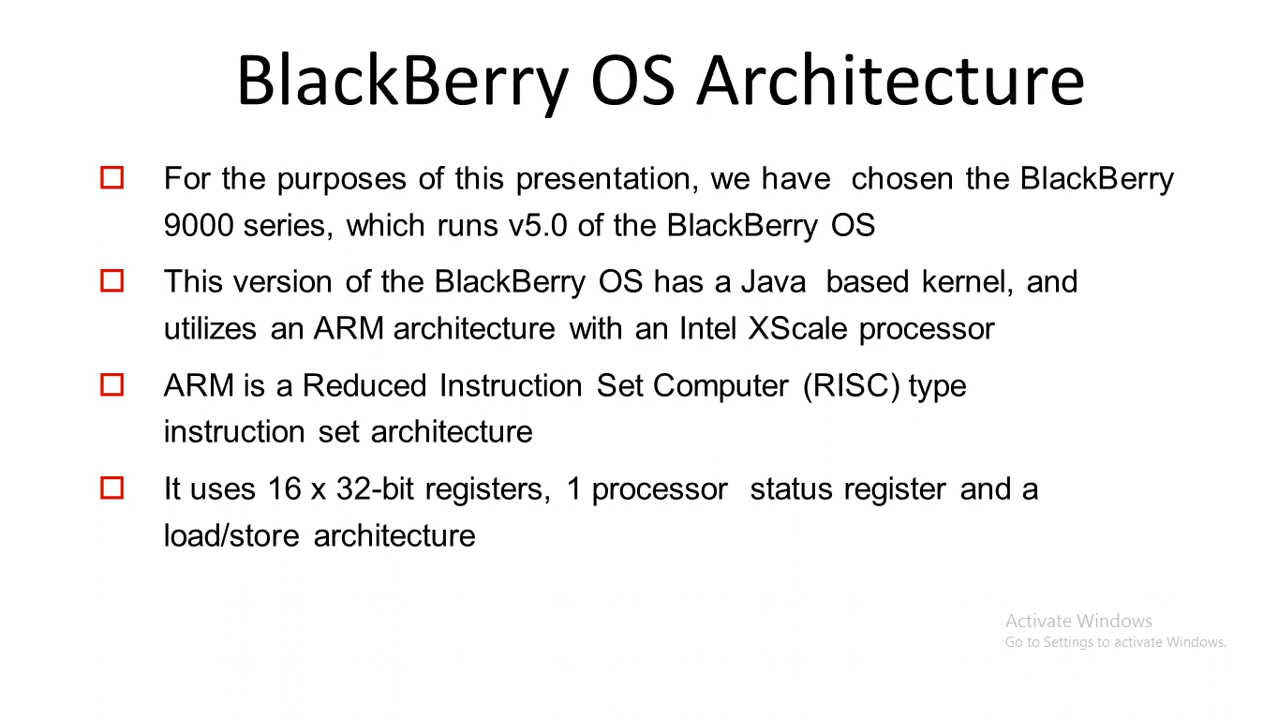 BlackBerry OS Architecture
For the purposes of this presentation, we have chosen the BlackBerry
9000 series, which runs v5.0 of the BlackBerry OS
This version of the BlackBerry OS has a Java based kernel, and
utilizes an ARM architecture with an Intel XScale processor
ARM is a Reduced Instruction Set Computer (RISC) type
instruction set architecture
It uses 16 x 32-bit registers, 1 processor status register and a
load/store architecture
Activate Windows
Go to Settings to activate Windows.